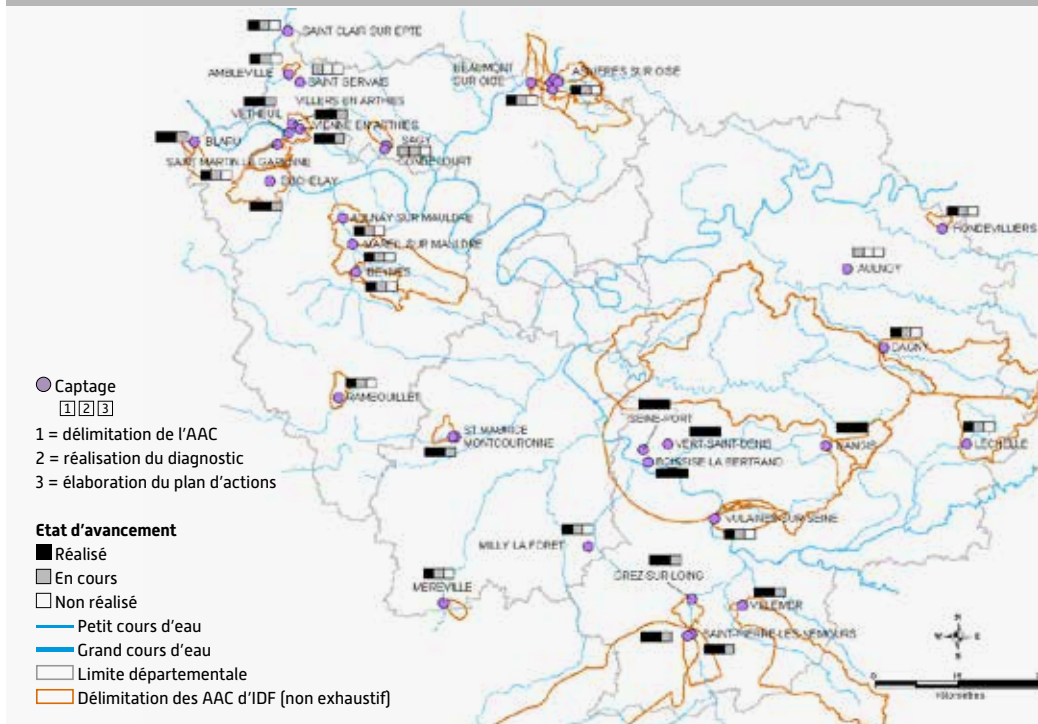 SAINT CLAIR SUR EPTE
AMBLEVILLE
SAINT GERVAIS
BEAUMONT
SUR OISE
ASNIERES SUR OISE
VILLERS EN ARTHIES
VETHEUIL
VIENNE EN ARTHIES
BLARU
SAGY
CONDECOURT
SAINT MARTIN LA GARENNE
BUCHELAY
AULNAY SUR MAULDRE
MAREIL SUR MAULDRE
BEYNES
HONDEVILLIERS
AULNOY
DAGNY
RAMBOUILLET
ST MAURICE
MONTCOURONNE
SEINE-PORT
VERT-SAINT-DENIS
NANGIS
LECHELLE
BOISSISE LA BERTRAND
VULAINES-SUR-SEINE
MILLY LA FORET
GREZ-SUR-LOING
MEREVILLE
VILLEMER
SAINT-PIERRE-LES-NEMOURS
Captage
1 2 3
1 = délimitation de l'AAC
2 = réalisation du diagnostic
3 = élaboration du plan d'actions
Etat d'avancement
Réalisé
En cours
Non réalisé
Petit cours d'eau
Grand cours d'eau
Limite départementale
Délimitation des AAC d'IDF (non exhaustif)
N
E
S
0
Kilomètres